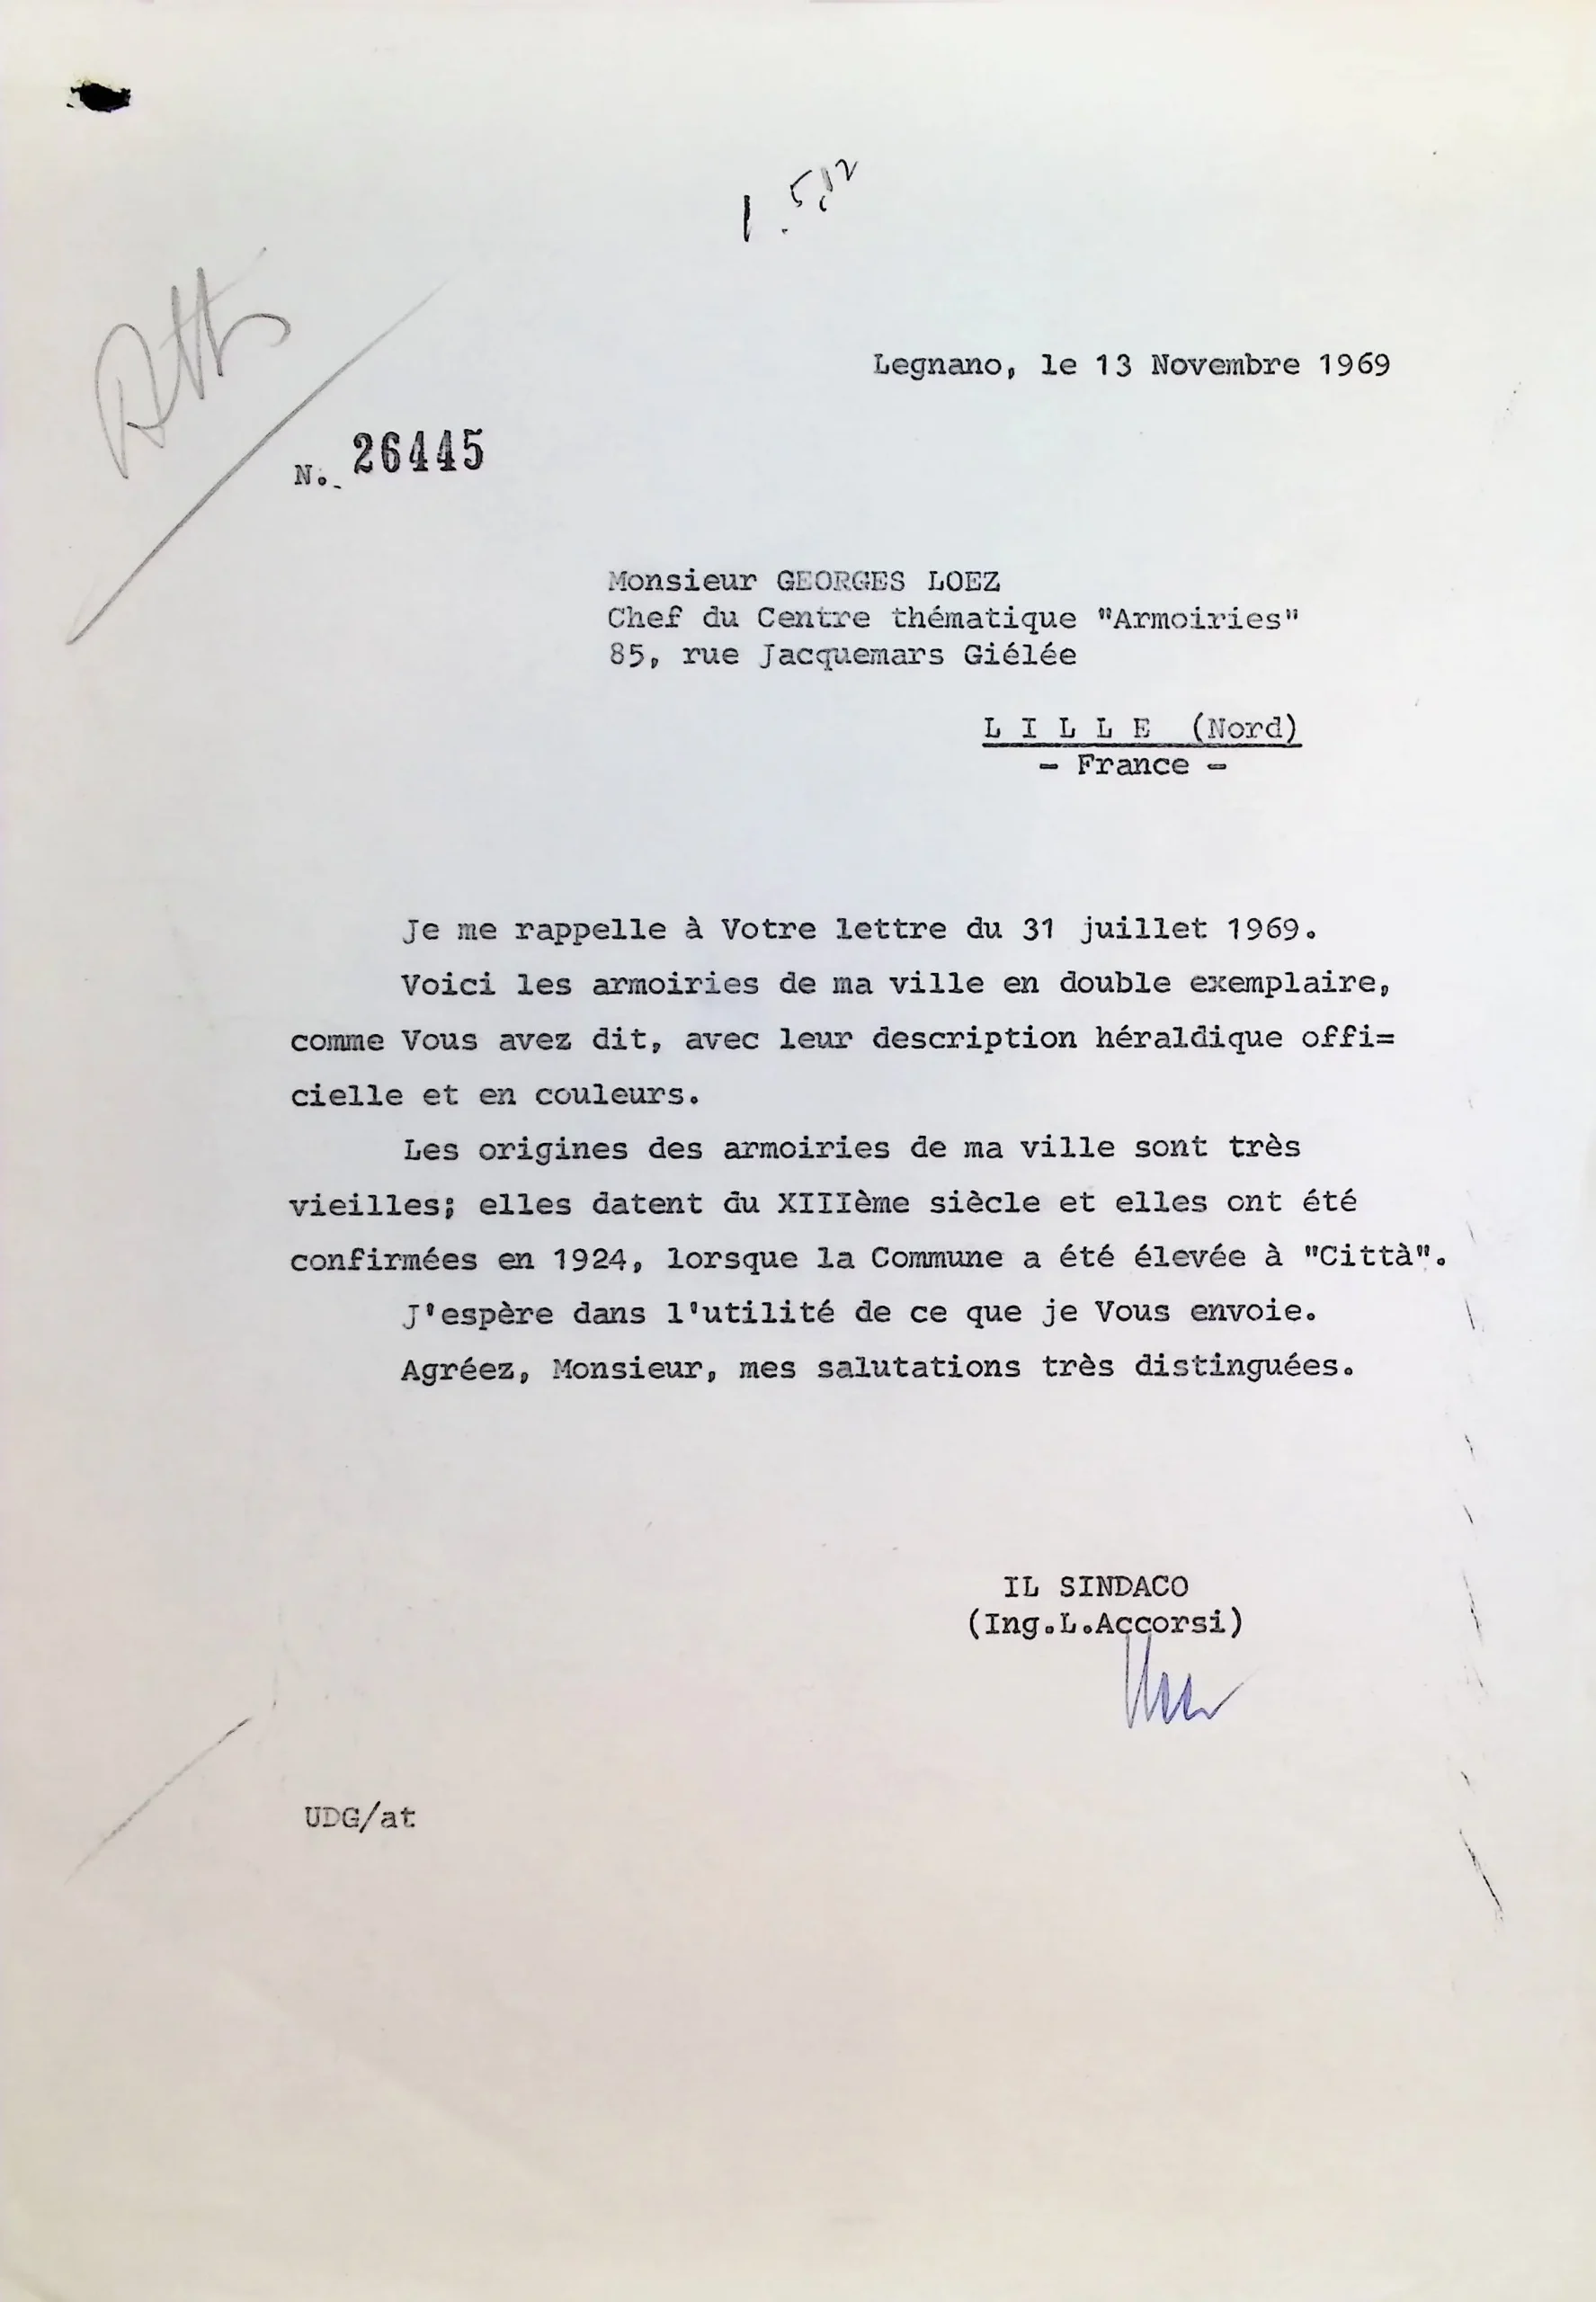 Legnano, le 13 Novembre 1969
N. 26445
Monsieur GEORGES LOEZ
Chef du Centre thématique "Armoiries"
85, rue Jacquemars Giélée
L I L L E (Nord)
- France -
Je me rappelle à Votre lettre du 31 juillet 1969.
Voici les armoiries de ma ville en double exemplaire,
comme Vous avez dit, avec leur description héraldique offi=
cielle et en couleurs.
Les origines des armoiries de ma ville sont très
vieilles; elles datent du XIIIème siècle et elles ont été
confirmées en 1924, lorsque la Commune a été élevée à "Città".
J'espère dans l'utilité de ce que je Vous envoie.
Agréez, Monsieur, mes salutations très distinguées.
IL SINDACO
(Ing.L.Accorsi)
UDG/at